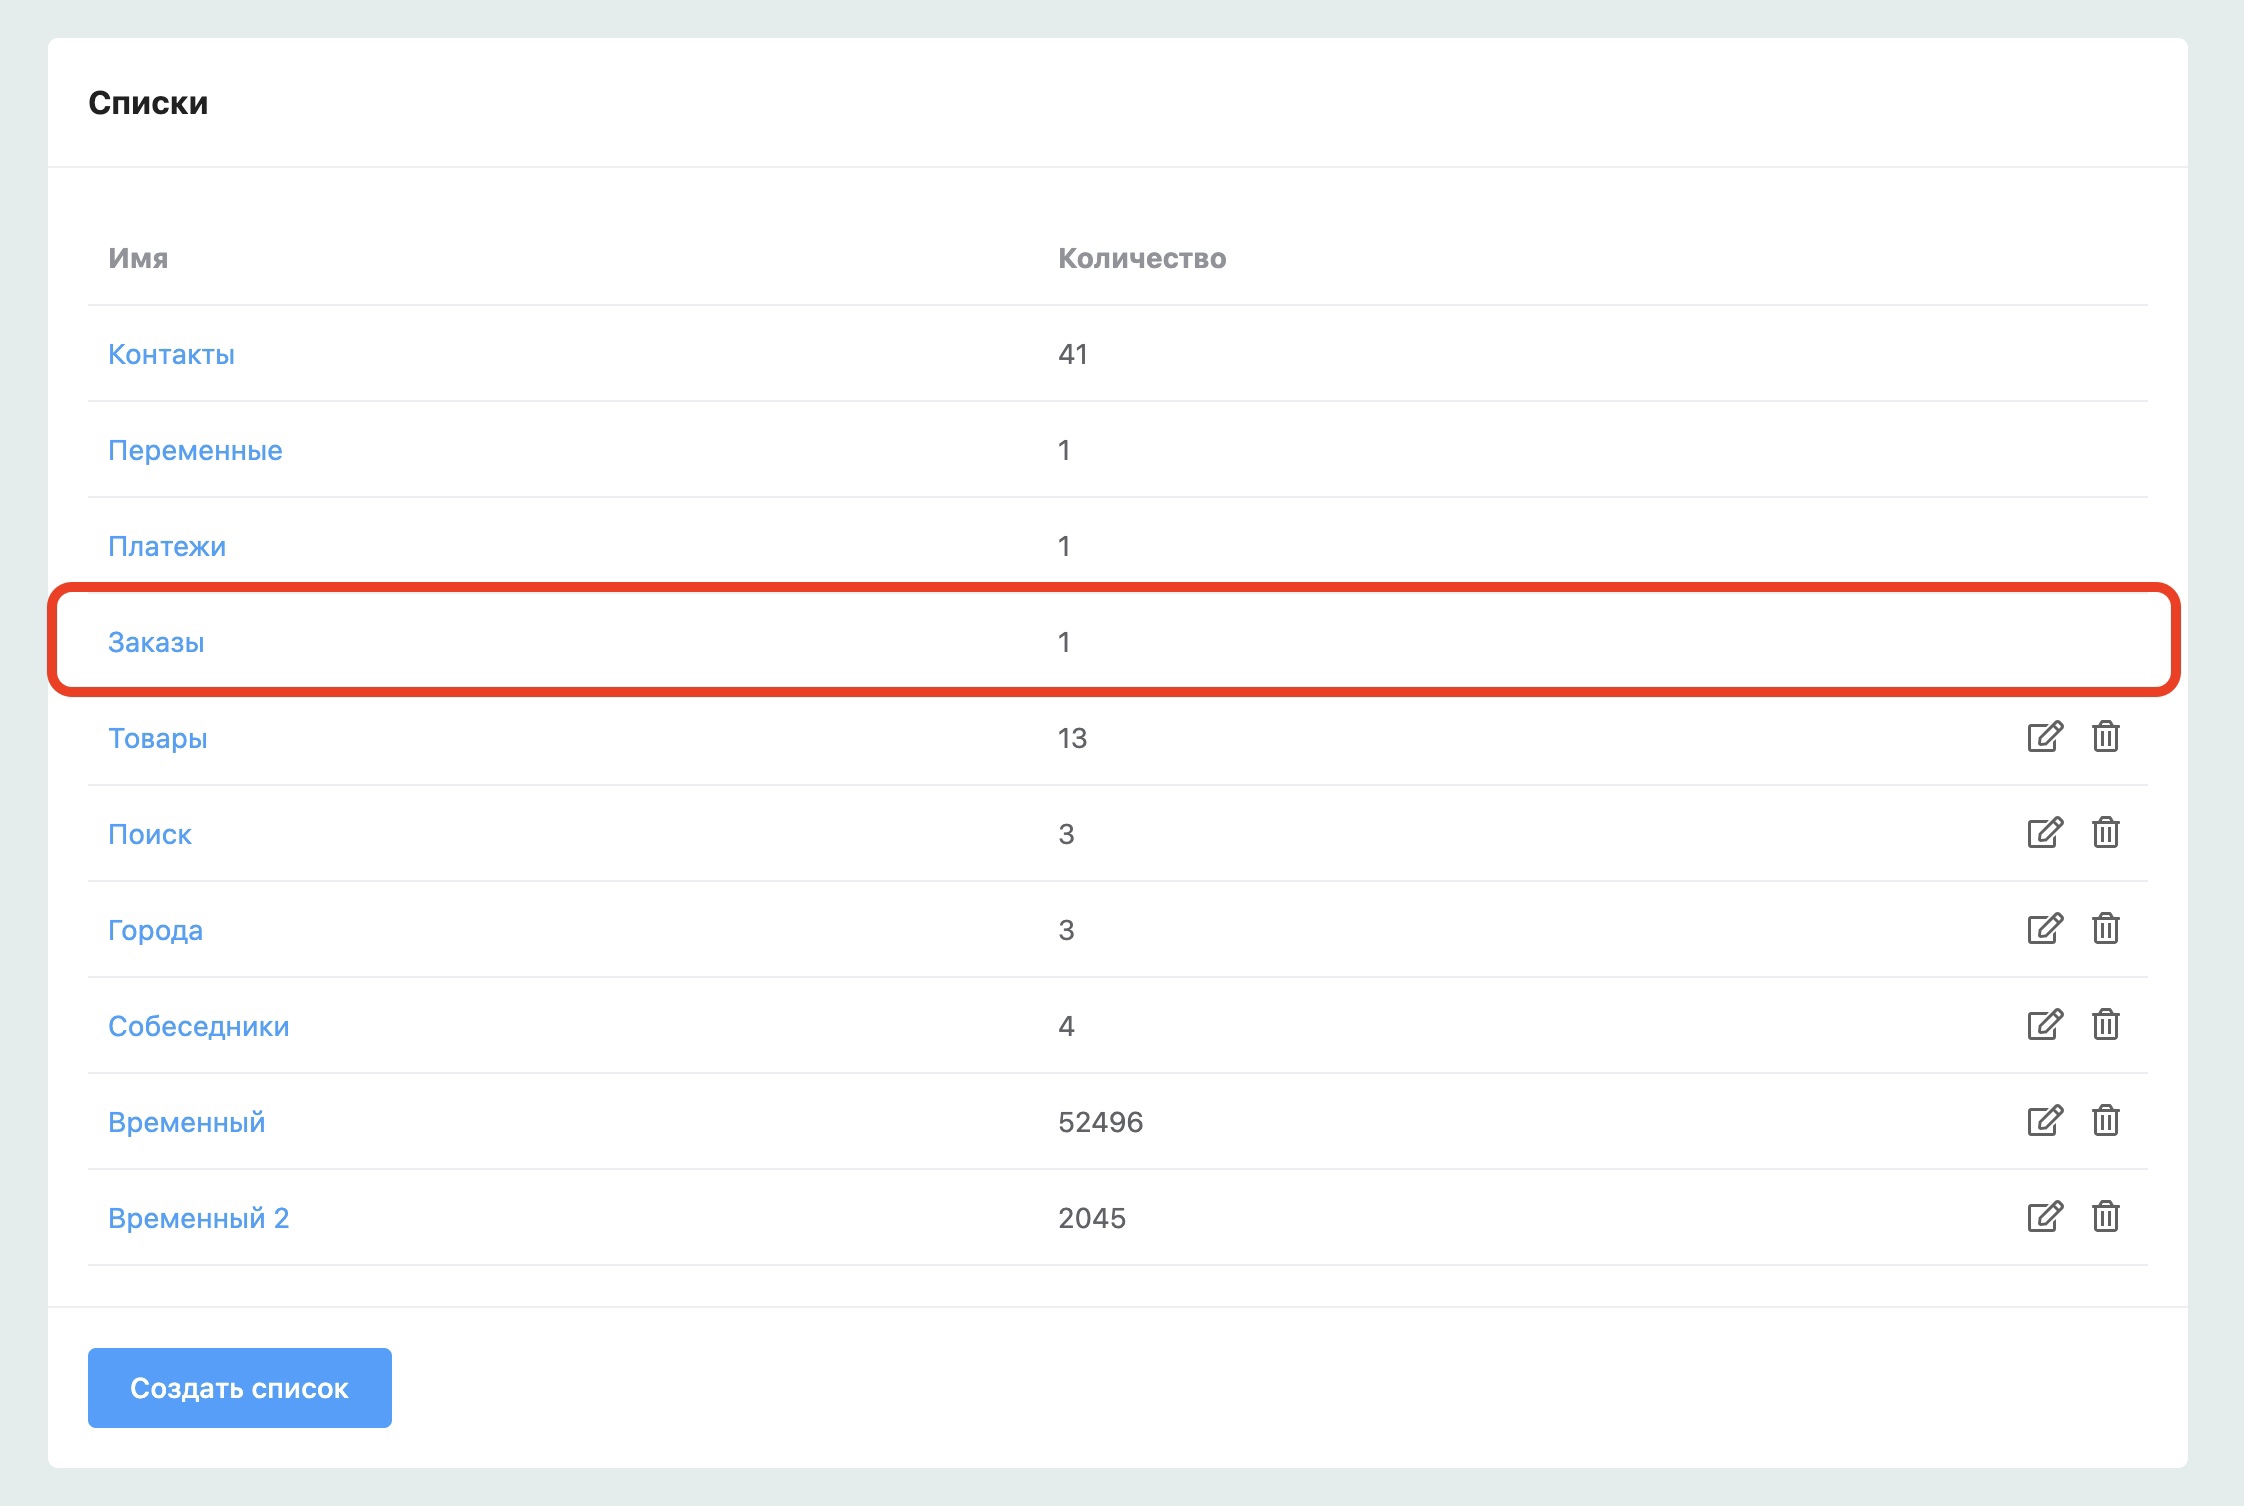 Списки
Имя Количество
Контакты 41
Переменные 1
Платежи 1
Заказы 1
Товары 13
Поиск 3
Города 3
Собеседники 4
Временный 52496
Временный 2 2045
Создать список